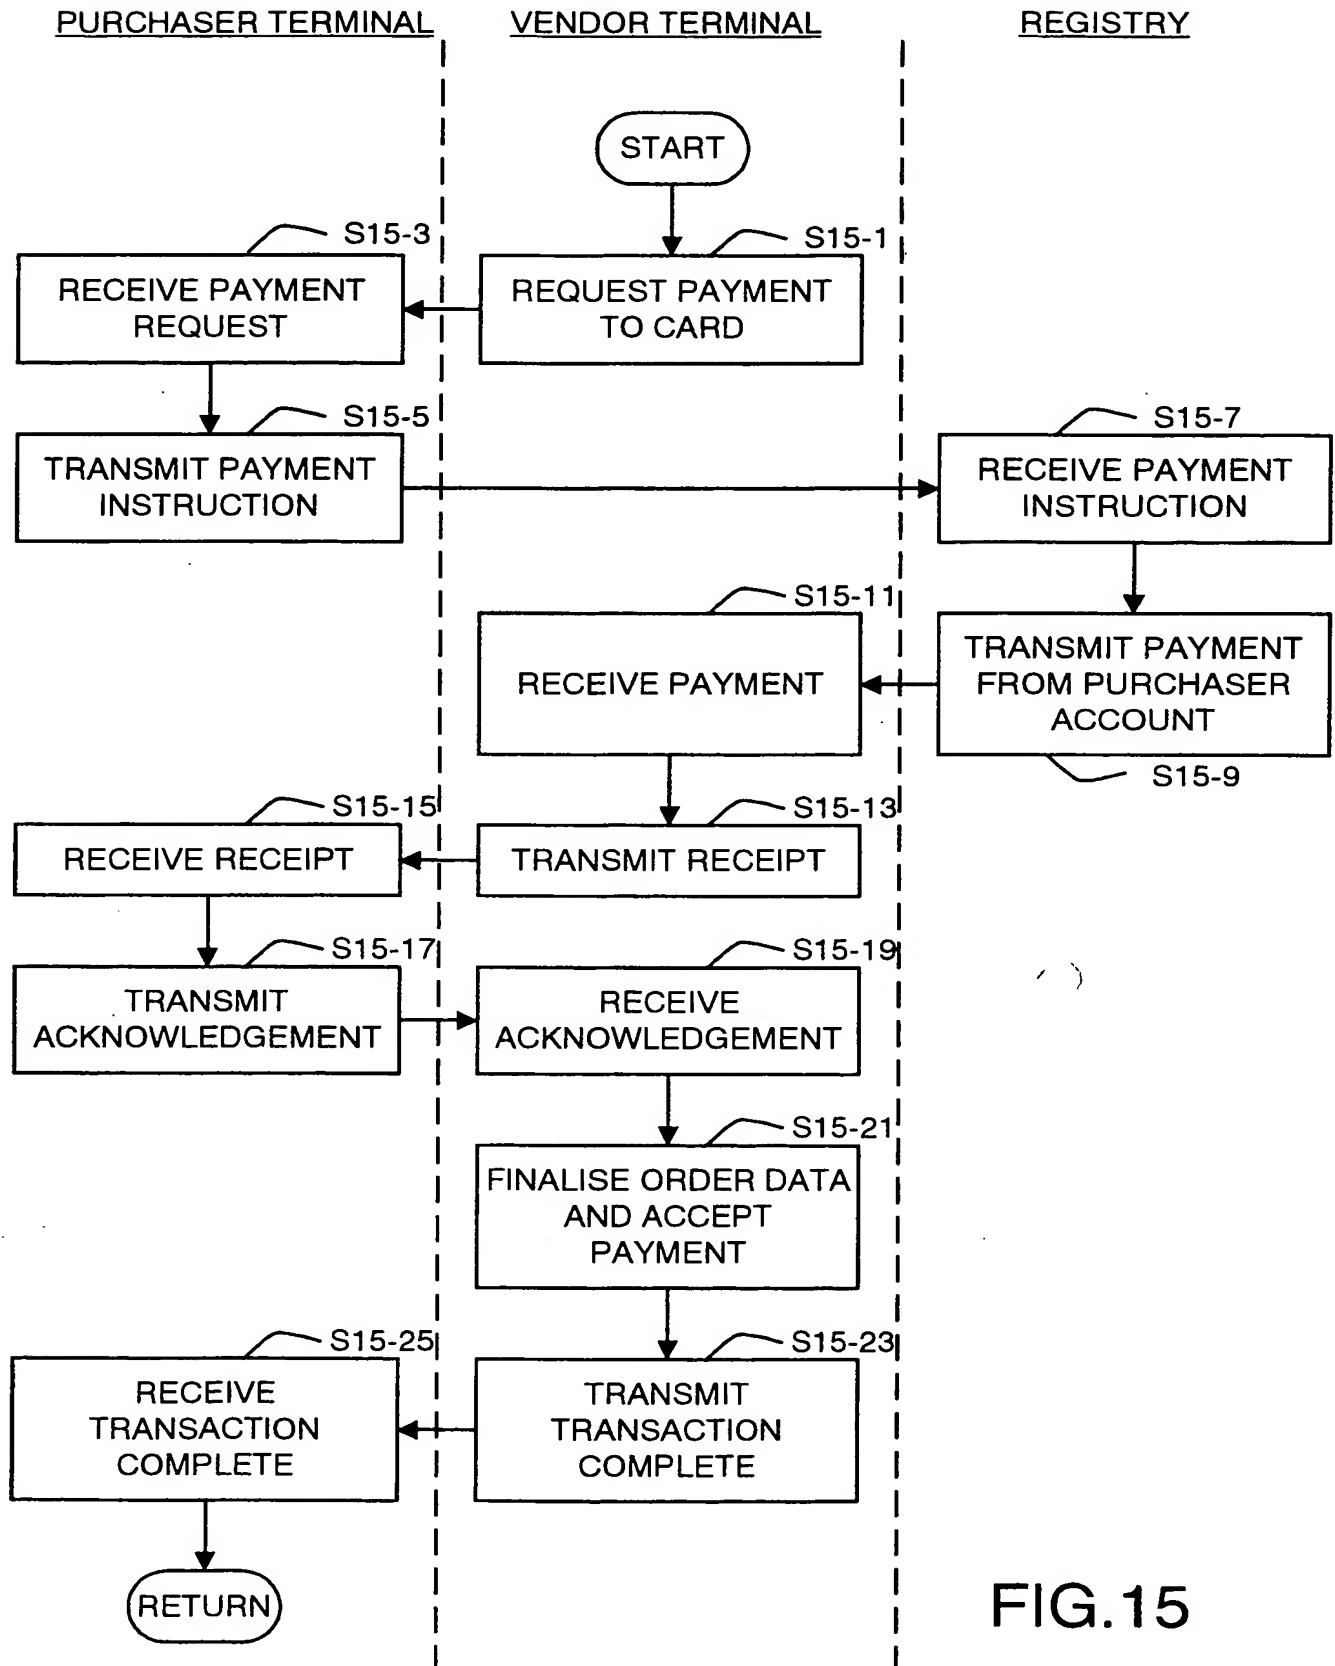 PURCHASER TERMINAL
VENDOR TERMINAL
REGISTRY
START
S15-3
S15-1
RECEIVE PAYMENT
REQUEST
REQUEST PAYMENT
TO CARD
S15-5
S15-7
TRANSMIT PAYMENT
INSTRUCTION
RECEIVE PAYMENT
INSTRUCTION
S15-11
RECEIVE PAYMENT
TRANSMIT PAYMENT
FROM PURCHASER
ACCOUNT
S15-9
S15-15
S15-13
RECEIVE RECEIPT
TRANSMIT RECEIPT
S15-17
S15-19
TRANSMIT
ACKNOWLEDGEMENT
RECEIVE
ACKNOWLEDGEMENT
S15-21
FINALISE ORDER DATA
AND ACCEPT
PAYMENT
S15-25
S15-23
RECEIVE
TRANSACTION
COMPLETE
TRANSMIT
TRANSACTION
COMPLETE
RETURN
FIG.15